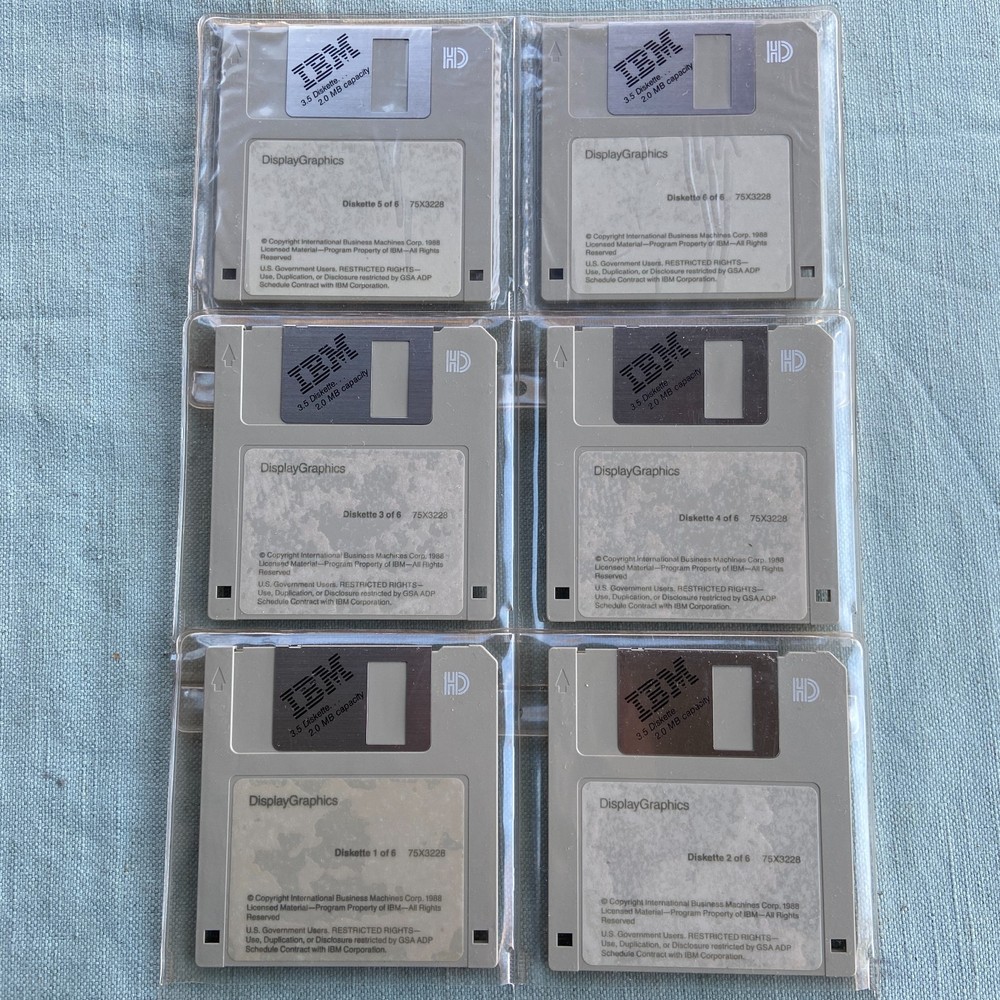 IBM
3.5 Diskette...
2.0 MB capacity
HD
DisplayGraphics
Diskette 5 of 6 75X3228
© Copyright International Business Machines Corp. 1988
Licensed Material—Program Property of IBM—All Rights
Reserved
U.S. Government Users. RESTRICTED RIGHTS—
Use, Duplication, or Disclosure restricted by GSA ADP
Schedule Contract with IBM Corporation.
IBM
3.5 Diskette...
2.0 MB capacity
HD
DisplayGraphics
Diskette 6 of 6 75X3228
© Copyright International Business Machines Corp. 1988
Licensed Material—Program Property of IBM—All Rights
Reserved
U.S. Government Users. RESTRICTED RIGHTS—
Use, Duplication, or Disclosure restricted by GSA ADP
Schedule Contract with IBM Corporation.
IBM
3.5 Diskette...
2.0 MB capacity
HD
DisplayGraphics
Diskette 3 of 6 75X3228
© Copyright International Business Machines Corp. 1988
Licensed Material—Program Property of IBM—All Rights
Reserved
U.S. Government Users. RESTRICTED RIGHTS—
Use, Duplication, or Disclosure restricted by GSA ADP
Schedule Contract with IBM Corporation.
IBM
3.5 Diskette...
2.0 MB capacity
HD
DisplayGraphics
Diskette 4 of 6 75X3228
© Copyright International Business Machines Corp. 1988
Licensed Material—Program Property of IBM—All Rights
Reserved
U.S. Government Users. RESTRICTED RIGHTS—
Use, Duplication, or Disclosure restricted by GSA ADP
Schedule Contract with IBM Corporation.
IBM
3.5 Diskette...
2.0 MB capacity
HD
DisplayGraphics
Diskette 1 of 6 75X3228
© Copyright International Business Machines Corp. 1988
Licensed Material—Program Property of IBM—All Rights
Reserved
U.S. Government Users. RESTRICTED RIGHTS—
Use, Duplication, or Disclosure restricted by GSA ADP
Schedule Contract with IBM Corporation.
IBM
3.5 Diskette...
2.0 MB capacity
HD
DisplayGraphics
Diskette 2 of 6 75X3228
© Copyright International Business Machines Corp. 1988
Licensed Material—Program Property of IBM—All Rights
Reserved
U.S. Government Users. RESTRICTED RIGHTS—
Use, Duplication, or Disclosure restricted by GSA ADP
Schedule Contract with IBM Corporation.